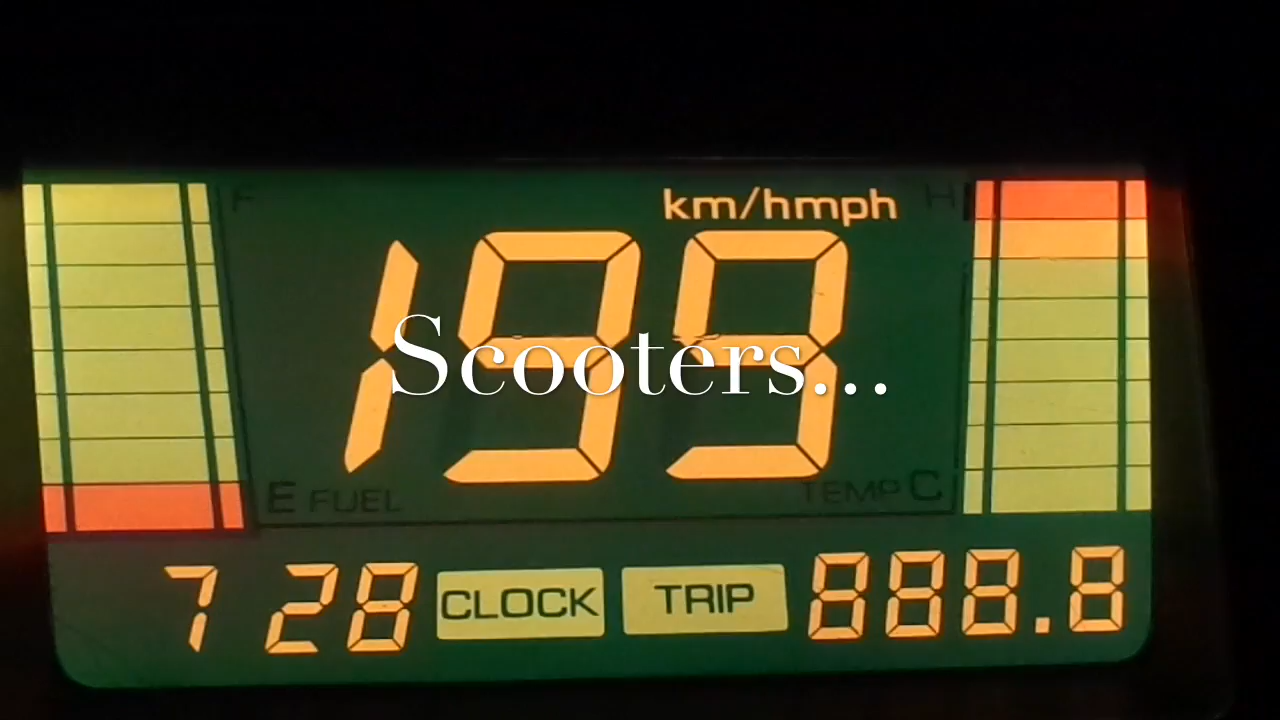 F
km/hmph
H
199
Scooters...
E FUEL
TEMP C
7 28 CLOCK TRIP 888.8